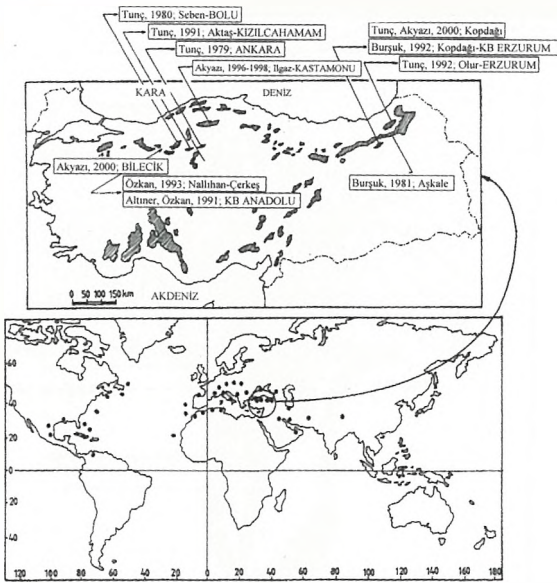 Tunç, 1980: Seben-BOLU
Tunç, 1991; Aktaş-KIZILCAHAMAM
Tunç, 1979; ANKARA
Akyazı, 1996-1998, Ilgaz-KASTAMONU
Tunç, Akyazı, 2000: Kopdağı
Burşuk, 1992; Kopdağı-KB ERZURUM
Tunç, 1992; Olur-ERZURUM
KARA DENİZ
Akyazı, 2000; BİLECİK
Özkan, 1993; Nallıhan-Çerkeş
Altıner, Özkan, 1991; KB ANADOLU
Burşuk, 1981; Aşkale
0 50 100 150km
AKDENİZ
60
40
20
0
20
40
120 100 80 60 40 20 0 20 40 60 80 100 120 140 160 180